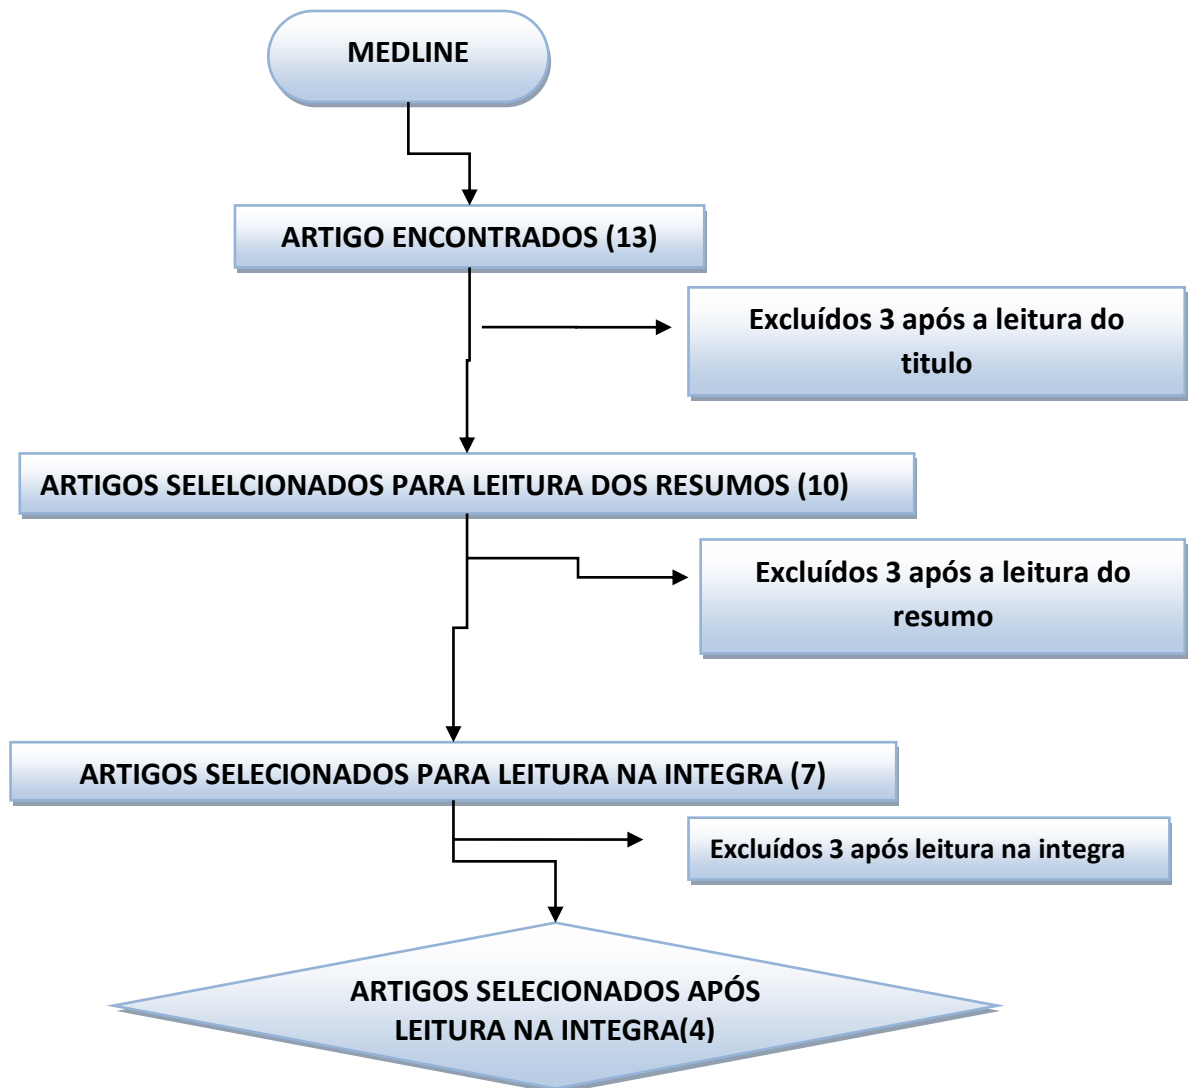 MEDLINE
ARTIGO ENCONTRADOS (13)
Excluídos 3 após a leitura do
titulo
ARTIGOS SELELCIONADOS PARA LEITURA DOS RESUMOS (10)
Excluídos 3 após a leitura do
resumo
ARTIGOS SELECIONADOS PARA LEITURA NA INTEGRA (7)
Excluídos 3 após leitura na integra
ARTIGOS SELECIONADOS APÓS
LEITURA NA INTEGRA(4)